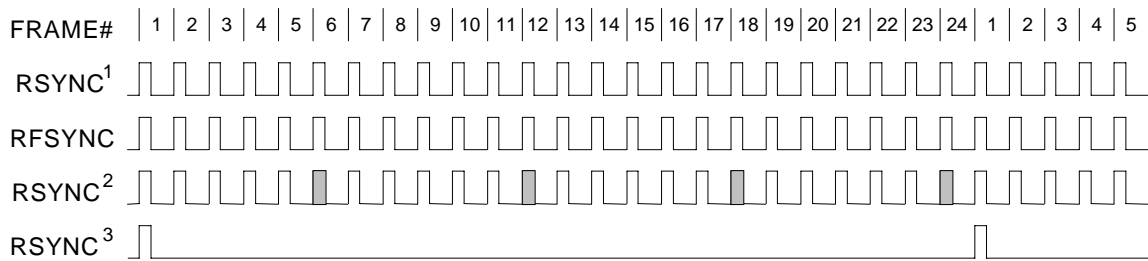 FRAME# 1 2 3 4 5 6 7 8 9 10 11 12 13 14 15 16 17 18 19 20 21 22 23 24 1 2 3 4 5
RSYNC¹
RFSYNC
RSYNC²
RSYNC³